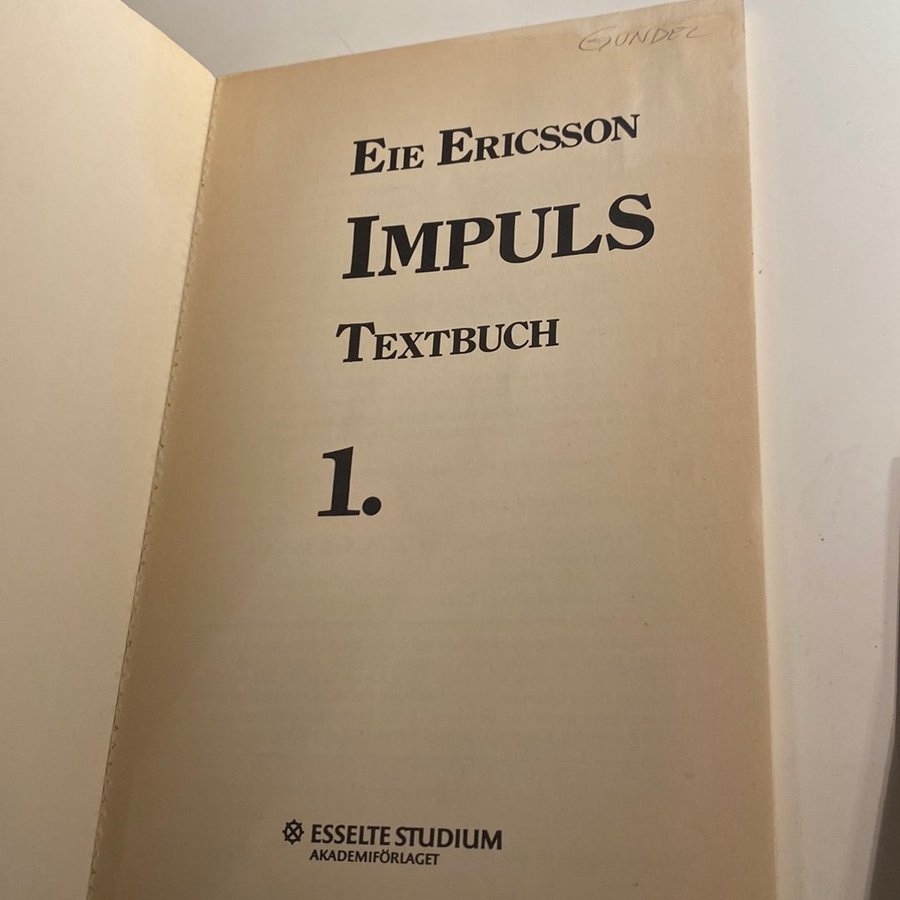 GUNDEL
EIE ERICSSON
IMPULS
TEXTBUCH
1.
ESSELTE STUDIUM
AKADEMIFÖRLAGET